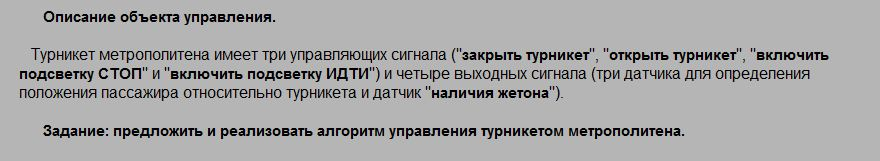 Описание объекта управления.
Турникет метрополитена имеет три управляющих сигнала ("закрыть турникет", "открыть турникет", "включить
подсветку СТОП" и "включить подсветку ИДТИ") и четыре выходных сигнала (три датчика для определения
положения пассажира относительно турникета и датчик "наличия жетона").
Задание: предложить и реализовать алгоритм управления турникетом метрополитена.